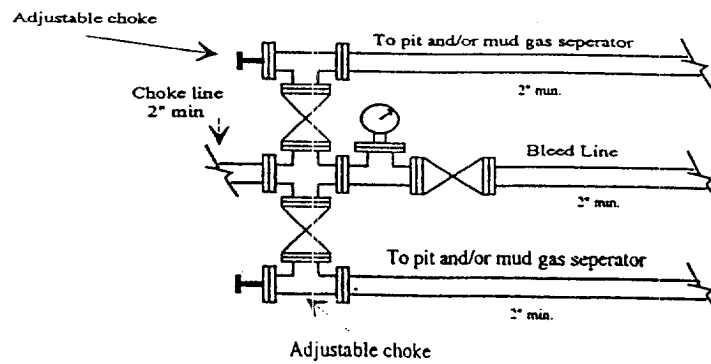 Adjustable choke
To pit and/or mud gas seperator
2" min.
Choke line
2" min
Bleed Line
2" min.
To pit and/or mud gas seperator
2" min.
Adjustable choke